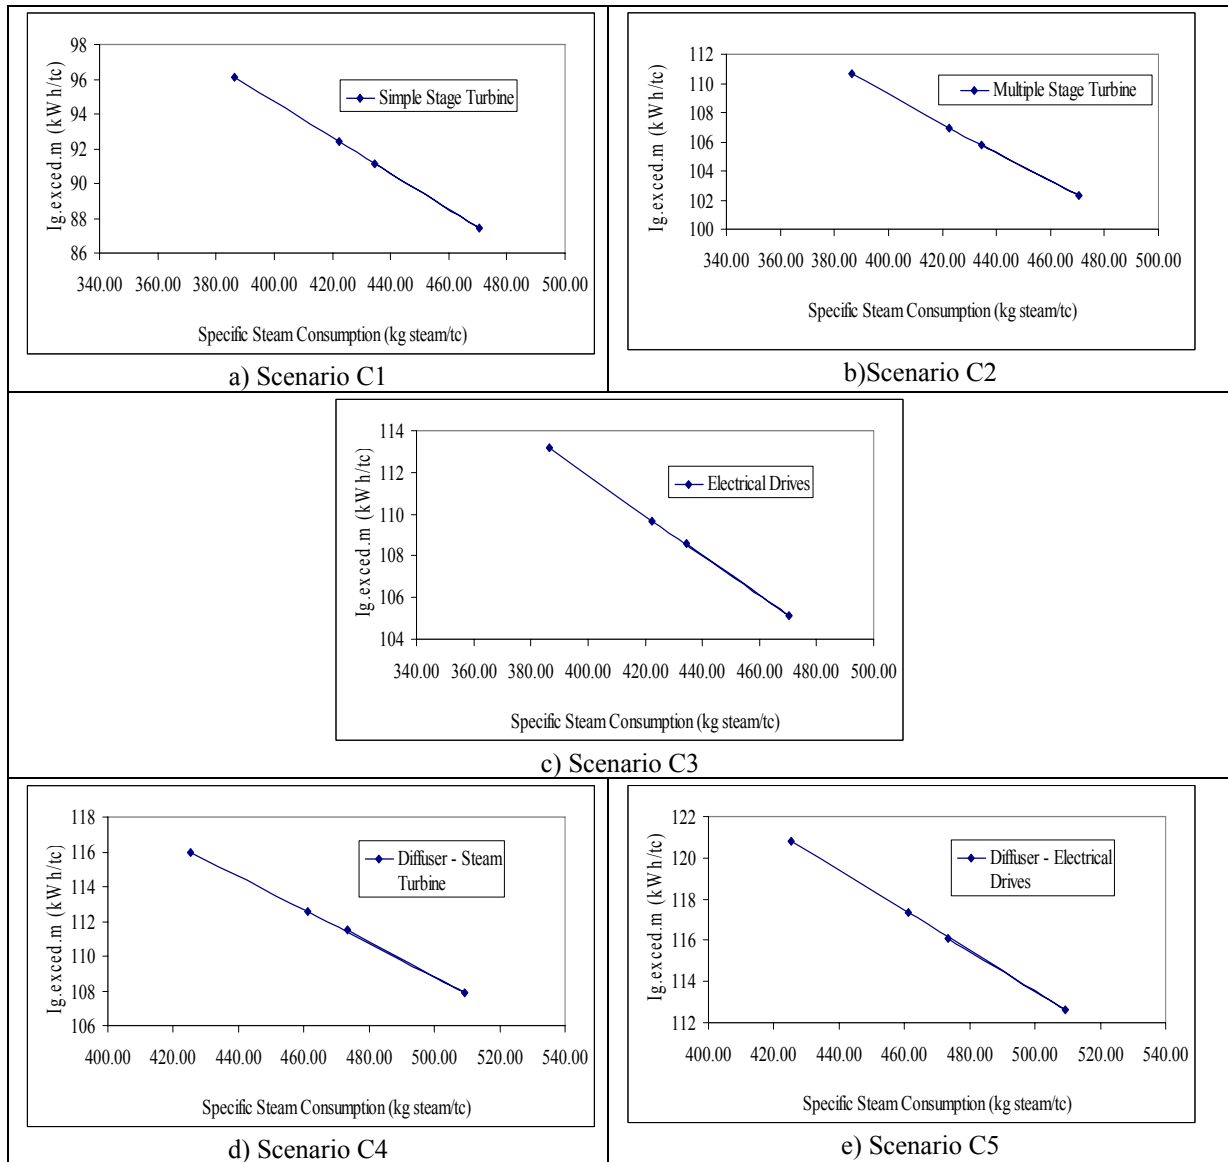 98
96
94
92
90
88
86
Ig.exced.m (kWh/tc)
Simple Stage Turbine
340.00 360.00 380.00 400.00 420.00 440.00 460.00 480.00 500.00
Specific Steam Consumption (kg steam/tc)
a) Scenario C1
112
110
108
106
104
102
100
Ig.exced.m (kWh/tc)
Multiple Stage Turbine
340.00 360.00 380.00 400.00 420.00 440.00 460.00 480.00 500.00
Specific Steam Consumption (kg steam/tc)
b)Scenario C2
114
112
110
108
106
104
Ig.exced.m (kWh/tc)
Electrical Drives
340.00 360.00 380.00 400.00 420.00 440.00 460.00 480.00 500.00
Specific Steam Consumption (kg steam/tc)
c) Scenario C3
118
116
114
112
110
108
106
Ig.exced.m (kWh/tc)
Diffuser - Steam
Turbine
400.00 420.00 440.00 460.00 480.00 500.00 520.00 540.00
Specific Steam Consumption (kg steam/tc)
d) Scenario C4
122
120
118
116
114
112
Ig.exced.m (kWh/tc)
Diffuser - Electrical
Drives
400.00 420.00 440.00 460.00 480.00 500.00 520.00 540.00
Specific Steam Consumption (kg steam/tc)
e) Scenario C5